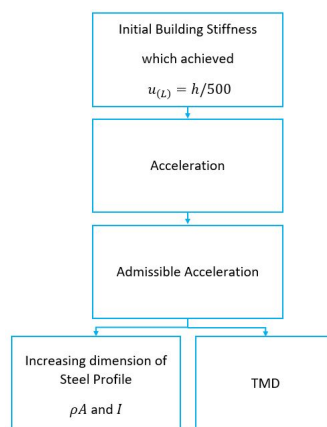 Initial Building Stiffness
which achieved
u(L) = h/500
Acceleration
Admissible Acceleration
Increasing dimension of
Steel Profile
ρA and I
TMD